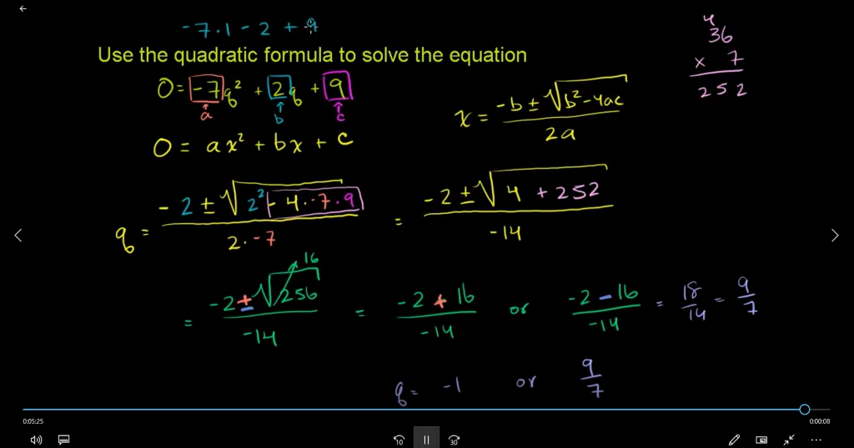 -7·1 - 2 + 9
Use the quadratic formula to solve the equation
0 = -7q² + 2q + 9
a b c
0 = ax² + bx + c
x = (-b ± √(b² - 4ac)) / 2a
4
36
x 7
252
q = (-2 ± √(2² - 4·-7·9)) / (2·-7) = (-2 ± √(4 + 252)) / -14
16
= (-2 ± √256) / -14 = (-2 + 16) / -14 or (-2 - 16) / -14 = 18/14 = 9/7
q = -1 or 9/7
0:05:25
0:00:08
10 30